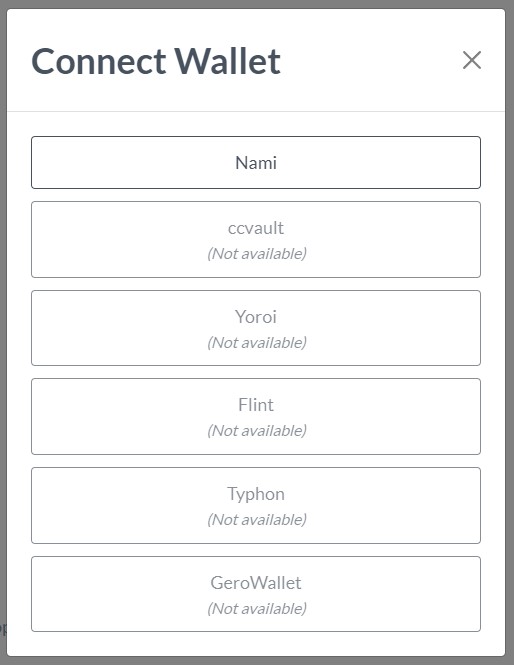 Connect Wallet
Nami
ccvault
(Not available)
Yoroi
(Not available)
Flint
(Not available)
Typhon
(Not available)
GeroWallet
(Not available)